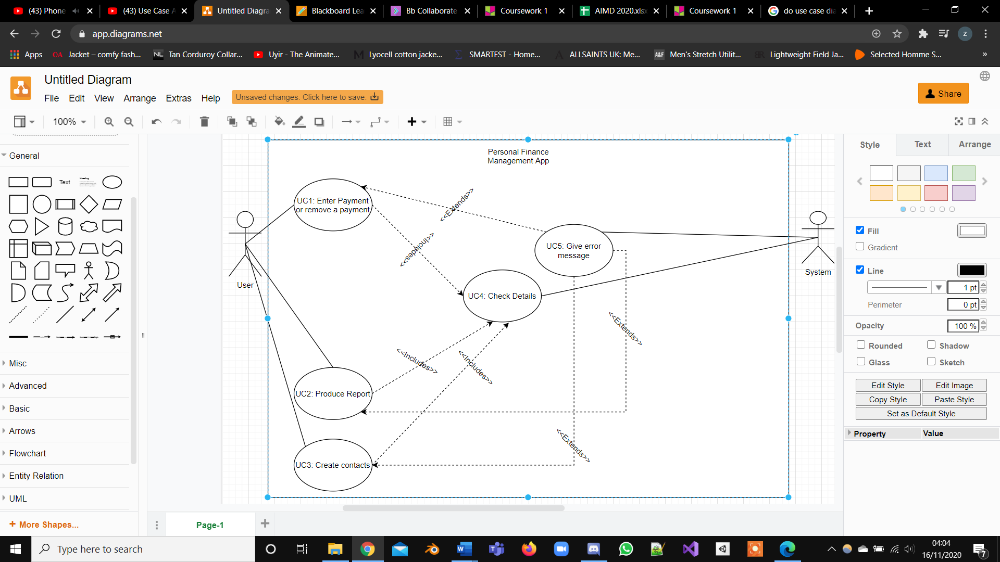 (43) Phone
(43) Use Case A
Untitled Diagra
Blackboard Lea
Bb Collaborate
Coursework 1
AIMD 2020.xlsx
Coursework 1
do use case dia
app.diagrams.net
z
Apps
Jacket – comfy fash...
NL
Tan Corduroy Collar...
Uyir - The Animate...
M
Lyocell cotton jacke...
SMARTEST - Home...
ALLSAINTS UK: Me...
A&F
Men's Stretch Utilit...
BR
Lightweight Field Ja...
Selected Homme S...
»
Untitled Diagram
File Edit View Arrange Extras Help
Unsaved changes. Click here to save.
Share
100%
General
Text
Heading
Misc
Advanced
Basic
Arrows
Flowchart
Entity Relation
UML
+ More Shapes...
Personal Finance
Management App
UC1: Enter Payment
or remove a payment
<<Extends>>
<<Includes>>
UC5: Give error
message
User
System
UC4: Check Details
<<Extends>>
<<Includes>>
<<Includes>>
UC2: Produce Report
<<Extends>>
UC3: Create contacts
Page-1
Style
Text
Arrange
Fill
Gradient
Line
1 pt
Perimeter
0 pt
Opacity
100 %
Rounded
Shadow
Glass
Sketch
Edit Style
Edit Image
Copy Style
Paste Style
Set as Default Style
Property
Value
Type here to search
04:04
16/11/2020
7